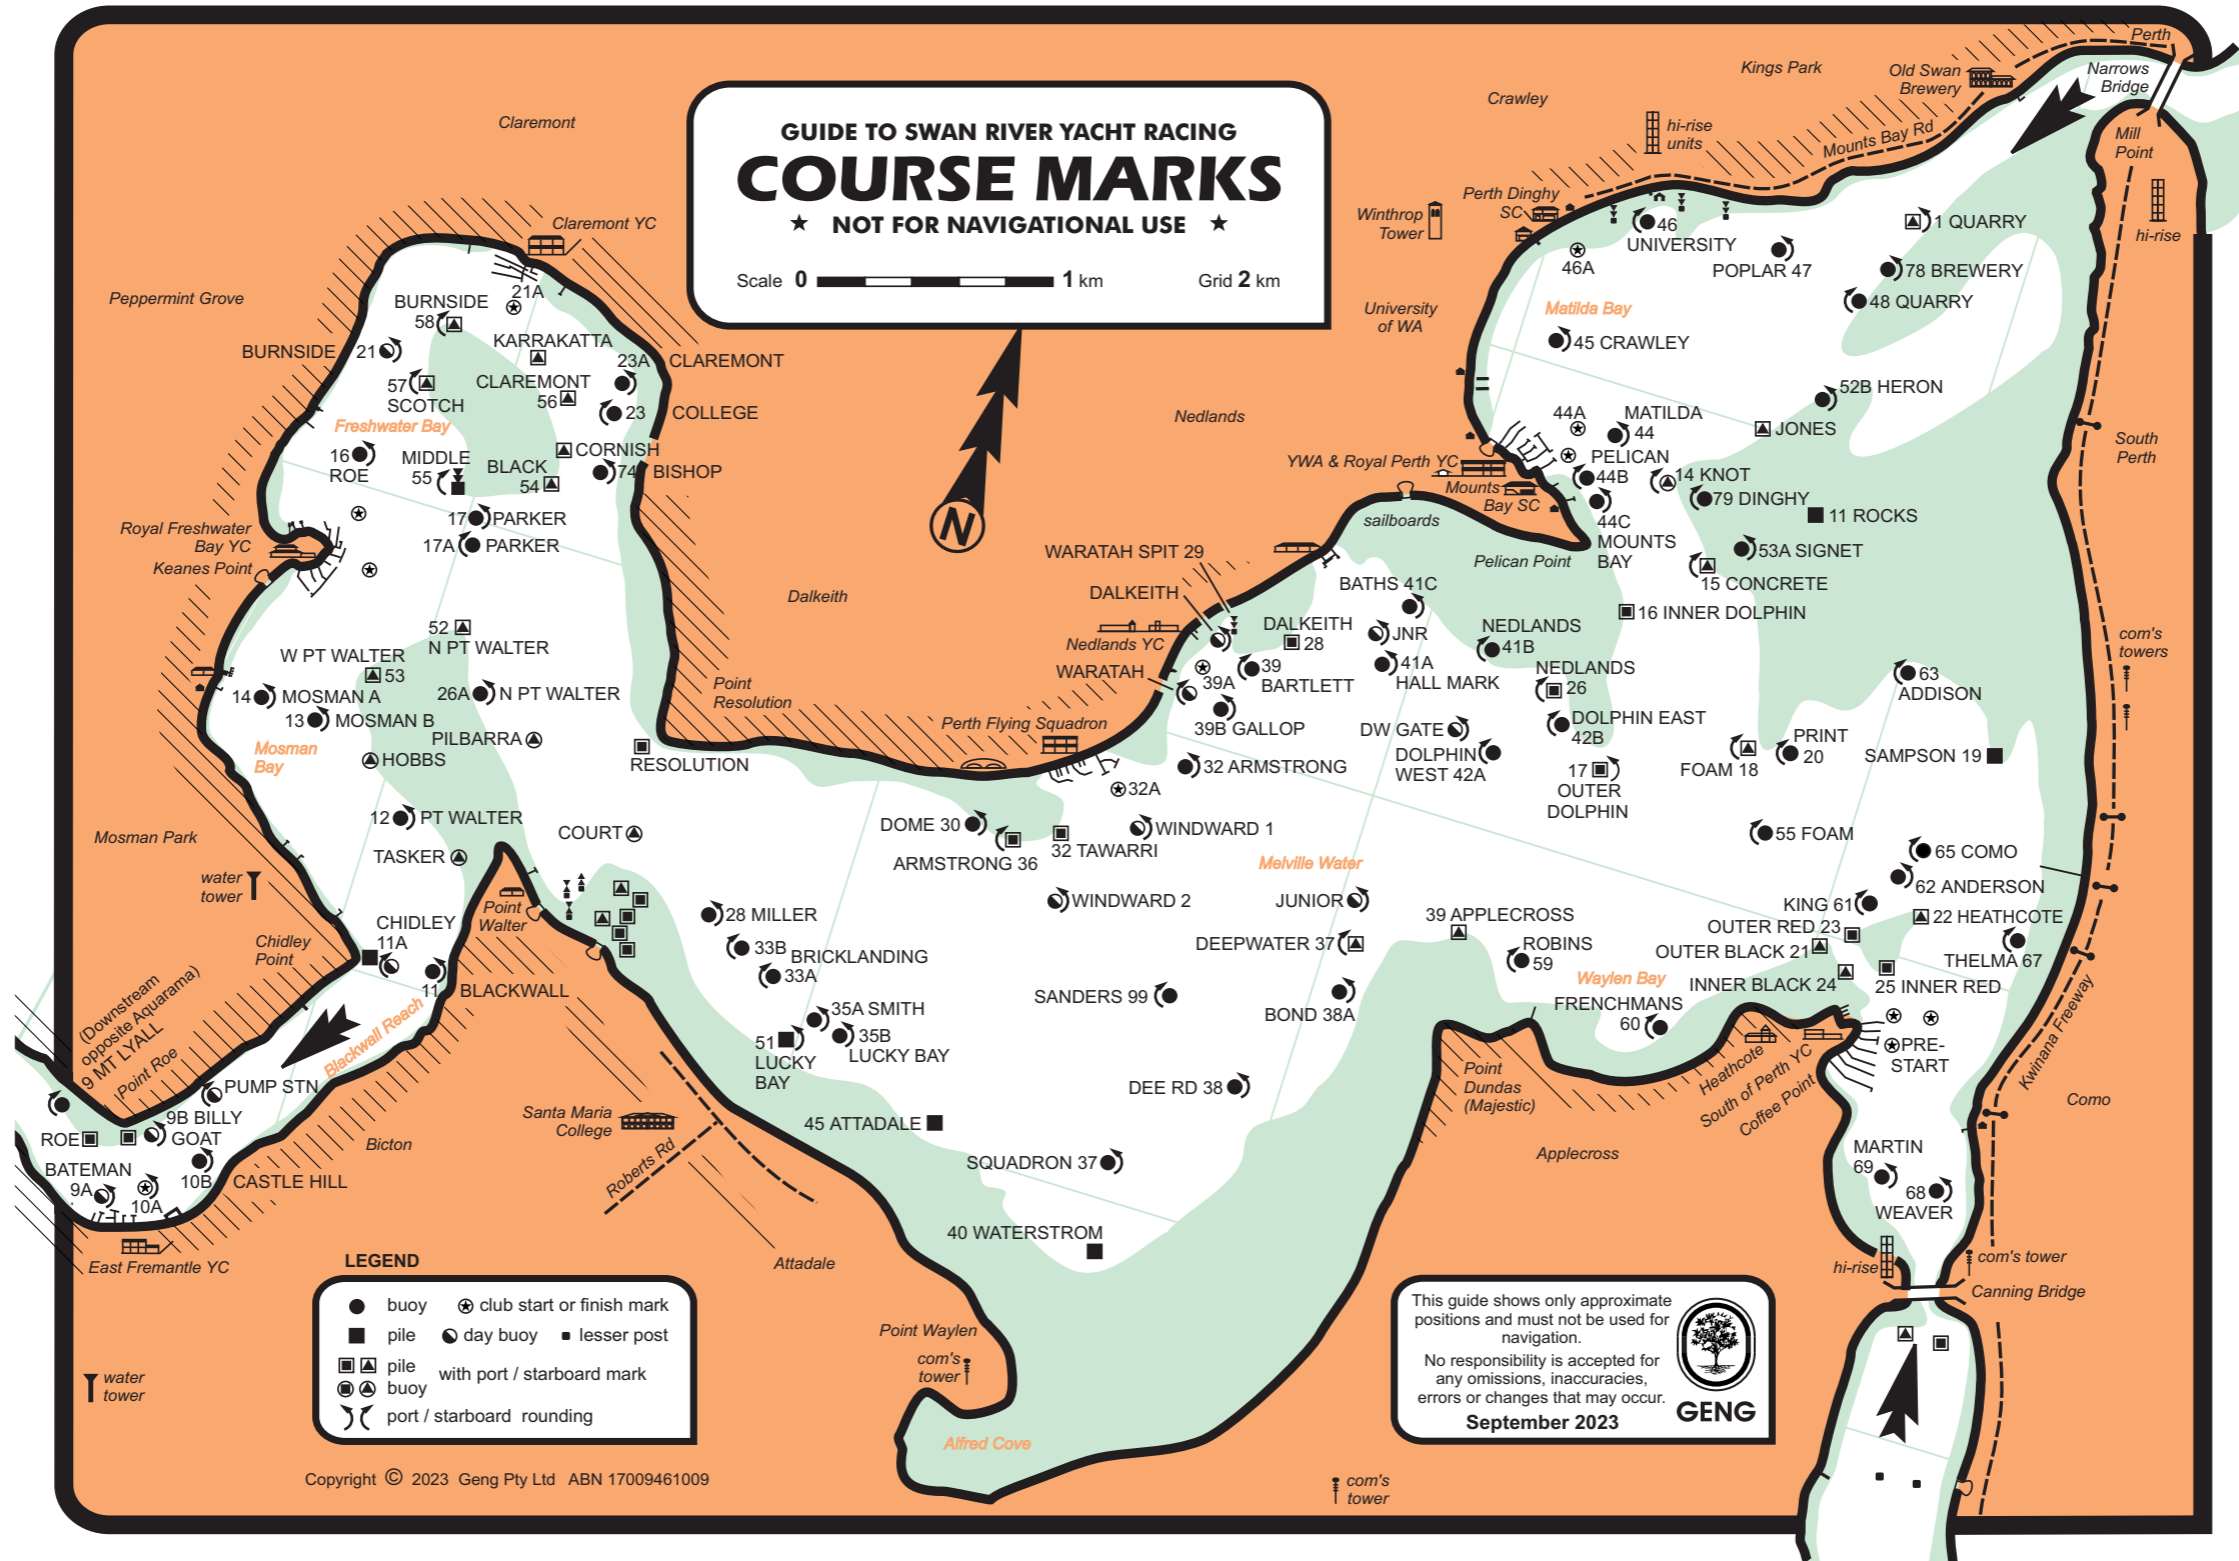 GUIDE TO SWAN RIVER YACHT RACING
COURSE MARKS
NOT FOR NAVIGATIONAL USE
Scale 0 1 km Grid 2 km
Perth
Narrows
Bridge
Old Swan
Brewery
Kings Park
Crawley
hi-rise
units
Mounts Bay Rd
Mill
Point
hi-rise
Claremont
Claremont YC
Peppermint Grove
Perth Dinghy
SC
Winthrop
Tower
46
UNIVERSITY
46A
POPLAR 47
1 QUARRY
78 BREWERY
48 QUARRY
Matilda Bay
University
of WA
45 CRAWLEY
21A
BURNSIDE
58
BURNSIDE 21
KARRAKATTA
23A CLAREMONT
57
SCOTCH
CLAREMONT
56
23 COLLEGE
Freshwater Bay
16
ROE
MIDDLE
55
BLACK
54
CORNISH
74 BISHOP
17 PARKER
17A PARKER
Royal Freshwater
Bay YC
Keanes Point
Nedlands
52B HERON
44A
MATILDA
44
JONES
PELICAN
44B
14 KNOT
79 DINGHY
11 ROCKS
44C
MOUNTS
BAY
53A SIGNET
15 CONCRETE
16 INNER DOLPHIN
YWA & Royal Perth YC
Mounts
Bay SC
sailboards
Pelican Point
South
Perth
WARATAH SPIT 29
DALKEITH
Dalkeith
BATHS 41C
DALKEITH
28
JNR
NEDLANDS
41B
Nedlands YC
WARATAH
39A
39
BARTLETT
41A
HALL MARK
NEDLANDS
26
39B GALLOP
DW GATE
DOLPHIN EAST
42B
DOLPHIN
WEST 42A
17
OUTER
DOLPHIN
com's
towers
63
ADDISON
PRINT
20
FOAM 18
SAMPSON 19
52
N PT WALTER
W PT WALTER
53
14 MOSMAN A
26A N PT WALTER
13 MOSMAN B
PILBARRA
Mosman
Bay
HOBBS
RESOLUTION
Point
Resolution
Perth Flying Squadron
32 ARMSTRONG
32A
12 PT WALTER
COURT
TASKER
DOME 30
ARMSTRONG 36
32 TAWARRI
WINDWARD 1
Melville Water
55 FOAM
65 COMO
62 ANDERSON
Mosman Park
water
tower
Point
Walter
28 MILLER
WINDWARD 2
JUNIOR
39 APPLECROSS
KING 61
OUTER RED 23
22 HEATHCOTE
CHIDLEY
11A
Chidley
Point
33B
BRICKLANDING
33A
DEEPWATER 37
ROBINS
59
OUTER BLACK 21
THELMA 67
11 BLACKWALL
Waylen Bay
INNER BLACK 24
25 INNER RED
SANDERS 99
BOND 38A
FRENCHMANS
60
(Downstream
opposite Aquarama)
9 MT LYALL
Point Roe
Blackwall Reach
35A SMITH
35B
LUCKY BAY
51
LUCKY
BAY
PRE-
START
Kwinana Freeway
PUMP STN
9B BILLY
GOAT
ROE
BATEMAN
9A
10A
10B CASTLE HILL
Bicton
Santa Maria
College
Roberts Rd
45 ATTADALE
DEE RD 38
Point
Dundas
(Majestic)
Heathcote
South of Perth YC
Coffee Point
Como
Applecross
MARTIN
69
68
WEAVER
SQUADRON 37
40 WATERSTROM
East Fremantle YC
Attadale
hi-rise
com's tower
Canning Bridge
LEGEND
buoy club start or finish mark
pile day buoy lesser post
pile
with port / starboard mark
buoy
port / starboard rounding
Point Waylen
com's
tower
water
tower
Alfred Cove
com's
tower
This guide shows only approximate
positions and must not be used for
navigation.
No responsibility is accepted for
any omissions, inaccuracies,
errors or changes that may occur.
September 2023
GENG
Copyright © 2023 Geng Pty Ltd ABN 17009461009
N